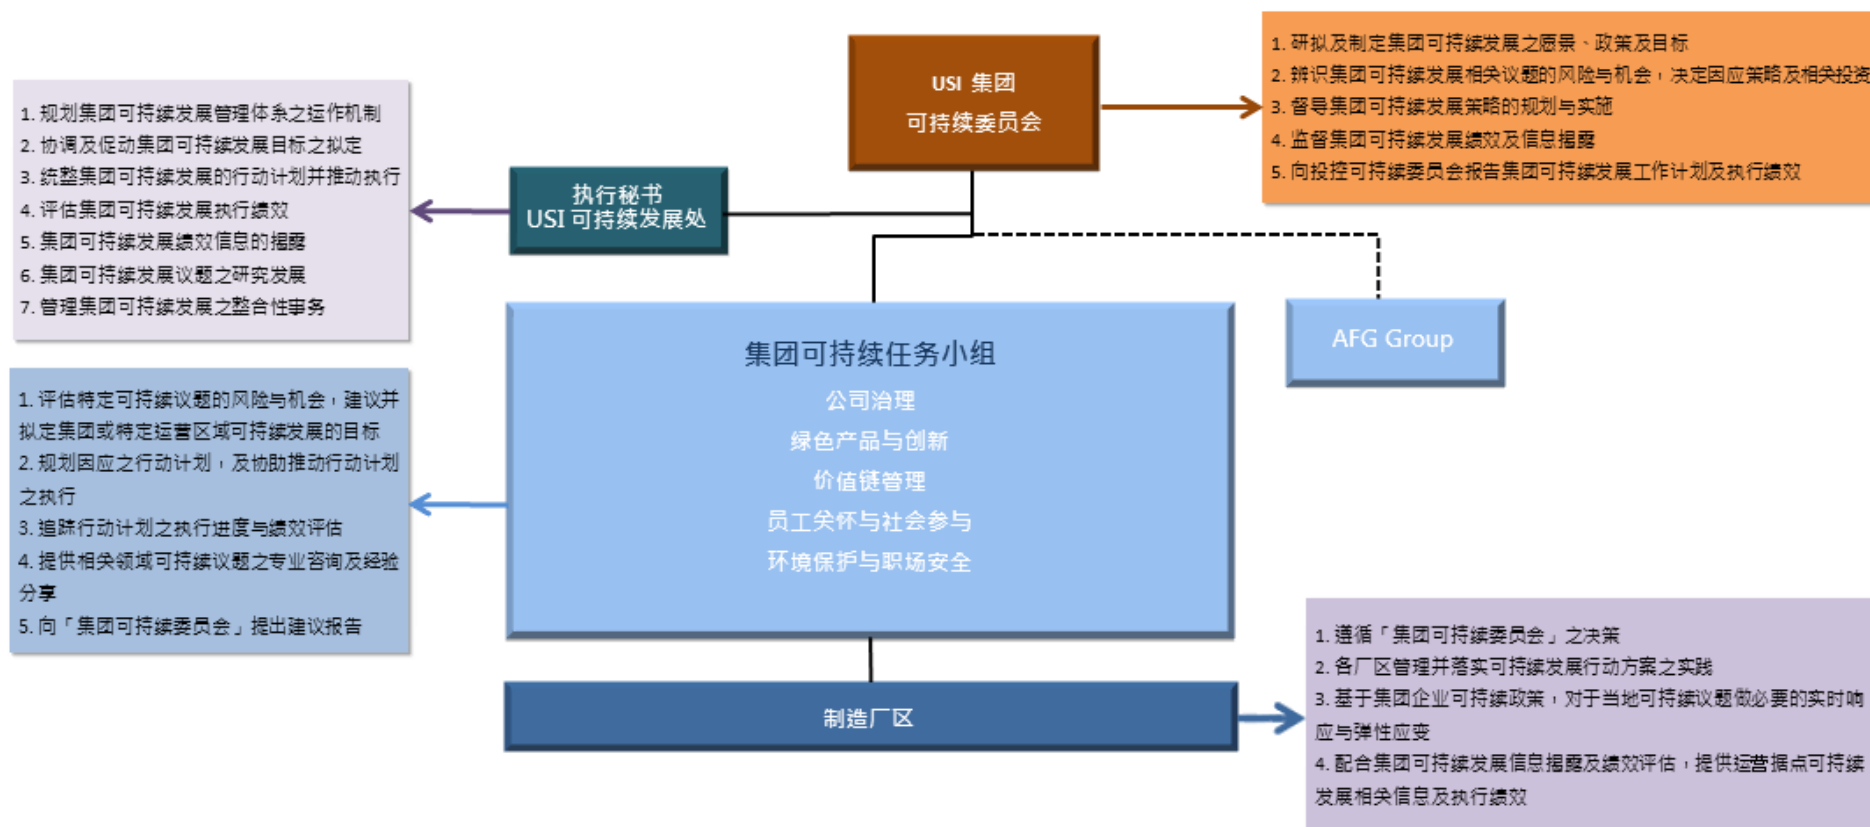 USI 集团
可持续委员会
1. 研拟及制定集团可持续发展之愿景、政策及目标
2. 辨识集团可持续发展相关议题的风险与机会，决定因应策略及相关投资
3. 督导集团可持续发展策略的规划与实施
4. 监督集团可持续发展绩效及信息揭露
5. 向投控可持续委员会报告集团可持续发展工作计划及执行绩效
执行秘书
USI 可持续发展处
1. 规划集团可持续发展管理体系之运作机制
2. 协调及促动集团可持续发展目标之拟定
3. 统整集团可持续发展的行动计划并推动执行
4. 评估集团可持续发展执行绩效
5. 集团可持续发展绩效信息的揭露
6. 集团可持续发展议题之研究发展
7. 管理集团可持续发展之整合性事务
AFG Group
集团可持续任务小组
公司治理
绿色产品与创新
价值链管理
员工关怀与社会参与
环境保护与职场安全
1. 评估特定可持续议题的风险与机会，建议并
拟定集团或特定运营区域可持续发展的目标
2. 规划因应之行动计划，及协助推动行动计划
之执行
3. 追踪行动计划之执行进度与绩效评估
4. 提供相关领域可持续议题之专业咨询及经验
分享
5. 向「集团可持续委员会」提出建议报告
制造厂区
1. 遵循「集团可持续委员会」之决策
2. 各厂区管理并落实可持续发展行动方案之实践
3. 基于集团企业可持续政策，对于当地可持续议题做必要的实时响
应与弹性应变
4. 配合集团可持续发展信息揭露及绩效评估，提供运营据点可持续
发展相关信息及执行绩效